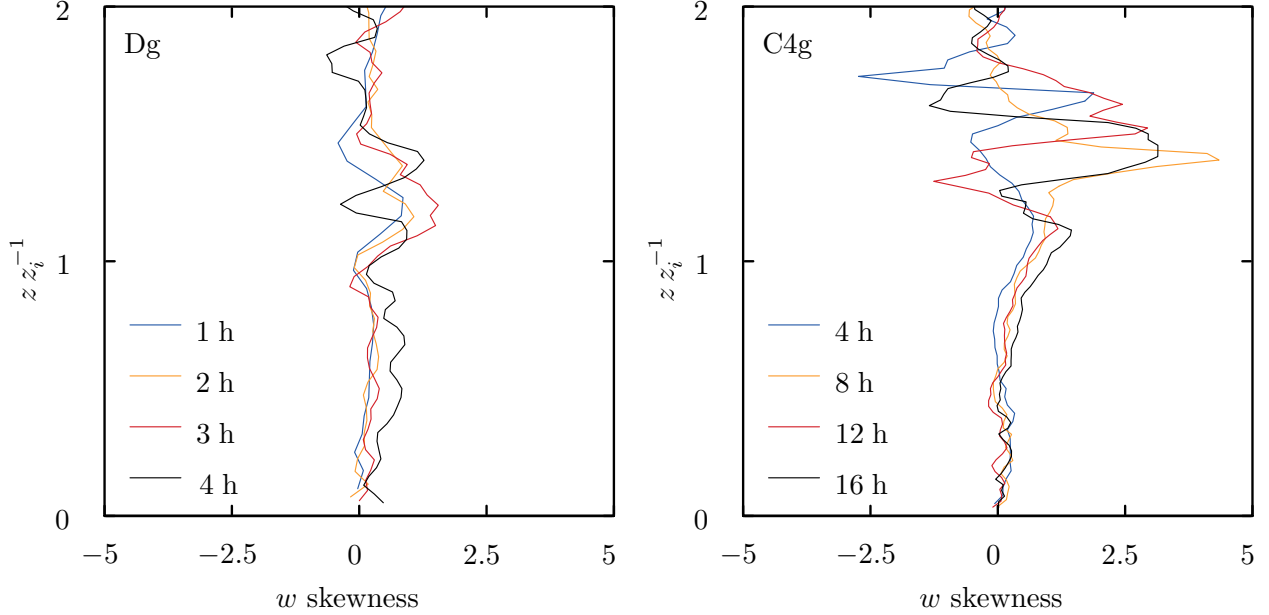 2
Dg
z z_i^{-1}
1
1 h
2 h
3 h
4 h
0
−5
−2.5
0
2.5
5
w skewness
2
C4g
z z_i^{-1}
1
4 h
8 h
12 h
16 h
0
−5
−2.5
0
2.5
5
w skewness